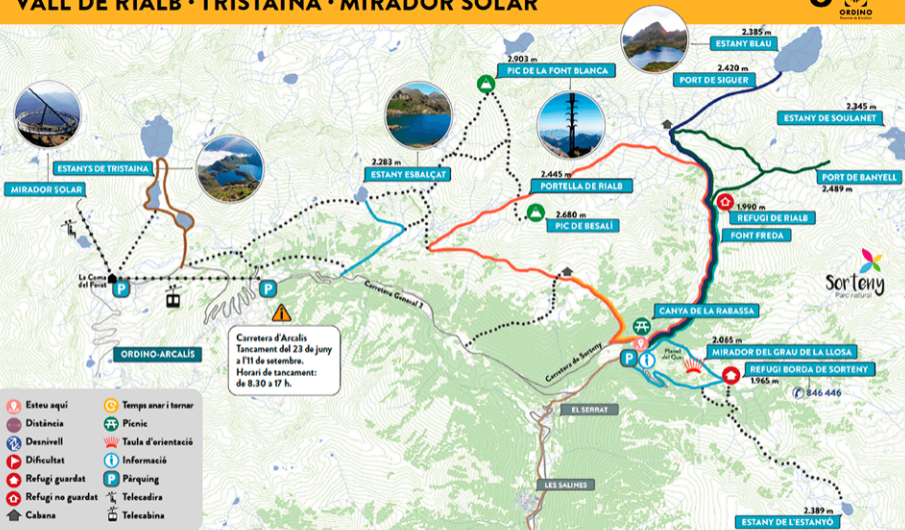 VALL DE RIALB · TRISTAINA · MIRADOR SOLAR
ORDINO
2.385 m
ESTANY BLAU
2.903 m
PIC DE LA FONT BLANCA
2.420 m
PORT DE SIGUER
2.345 m
ESTANY DE SOULANET
ESTANYS DE TRISTAINA
2.283 m
ESTANY ESBALÇAT
2.445 m
PORTELLA DE RIALB
PORT DE BANYELL
2.489 m
MIRADOR SOLAR
2.680 m
PIC DE BESALÍ
1.990 m
REFUGI DE RIALB
FONT FREDA
La Coma
del Forat
P
P
Carretera General 3
Sorteny
Parc natural
CANYA DE LA RABASSA
Carretera d'Arcalís
Tancament del 23 de juny
a l'11 de setembre.
Horari de tancament:
de 8.30 a 17 h.
ORDINO-ARCALÍS
Carretera de Sorteny
P
Planell
del Quer
2.065 m
MIRADOR DEL GRAU DE LA LLOSA
REFUGI BORDA DE SORTENY
1.965 m
846 446
EL SERRAT
LES SALINES
2.389 m
ESTANY DE L'ESTANYÓ
Esteu aquí
Distància
Desnivell
Dificultat
Refugi guardat
Refugi no guardat
Cabana
Temps anar i tornar
Pícnic
Taula d'orientació
Informació
P Pàrquing
Telecadira
Telecabina